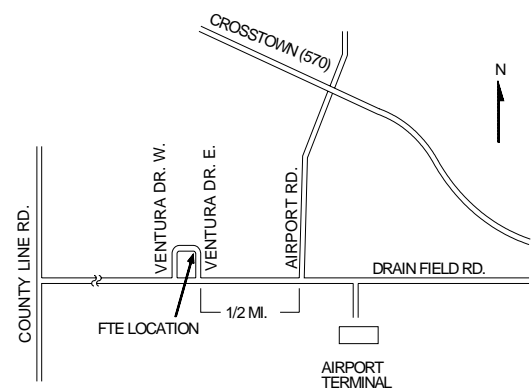 CROSSTOWN (570)
N
COUNTY LINE RD.
VENTURA DR. W.
VENTURA DR. E.
AIRPORT RD.
DRAIN FIELD RD.
1/2 MI.
FTE LOCATION
AIRPORT
TERMINAL